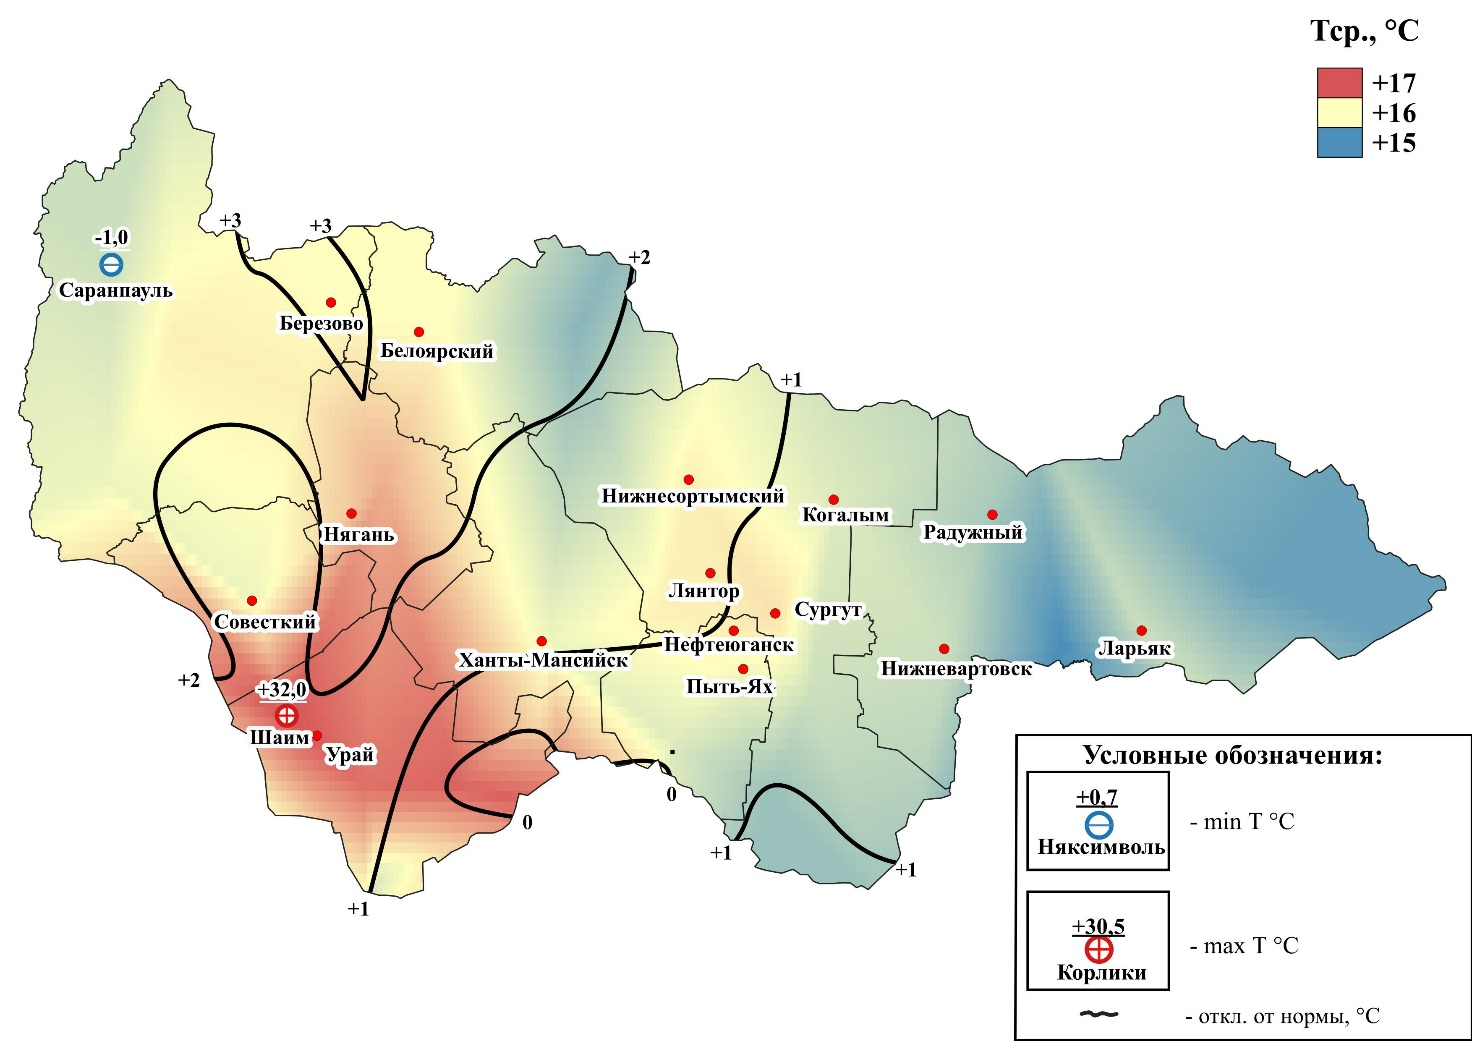 Тср., °C
+17
+16
+15
+3
+3
-1,0
+2
Саранпауль
Березово
Белоярский
+1
Нижнесортымский
Когалым
Нягань
Радужный
Лянтор
Совесткий
Сургут
Нефтеюганск
Ларьяк
Ханты-Мансийск
Нижневартовск
+2
Пыть-Ях
+32,0
Шаим
Урай
0
0
+1
+1
+1
Условные обозначения:
+0,7
Няксимволь
- min T °C
+30,5
Корлики
- max T °C
- откл. от нормы, °C